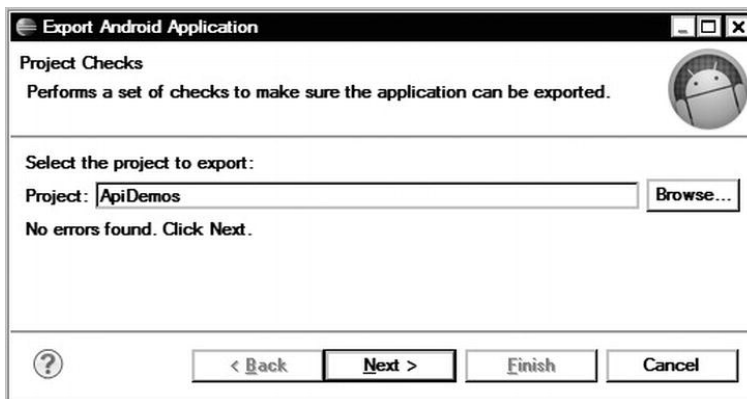 Export Android Application
Project Checks
Performs a set of checks to make sure the application can be exported.
Select the project to export:
Project: ApiDemos Browse...
No errors found. Click Next.
? < Back Next > Finish Cancel